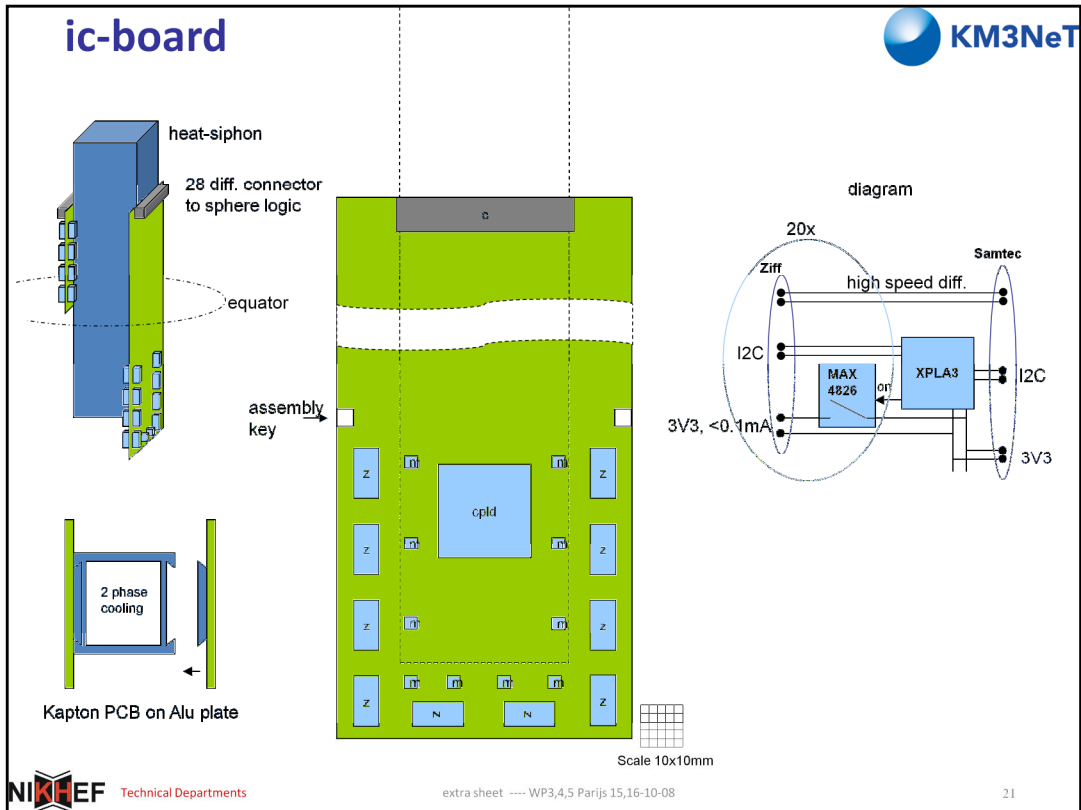 ic-board
KM3NeT
heat-siphon
28 diff. connector
to sphere logic
equator
assembly
key
2 phase
cooling
Kapton PCB on Alu plate
c
z
m
m
z
cpld
z
m
m
z
z
m
m
z
z
m
m
m
m
z
N
N
Scale 10x10mm
diagram
20x
Samtec
Ziff
high speed diff.
I2C
MAX
4826
on
XPLA3
I2C
3V3, <0.1mA
3V3
NIKHEF
Technical Departments
extra sheet ---- WP3,4,5 Parijs 15,16-10-08
21